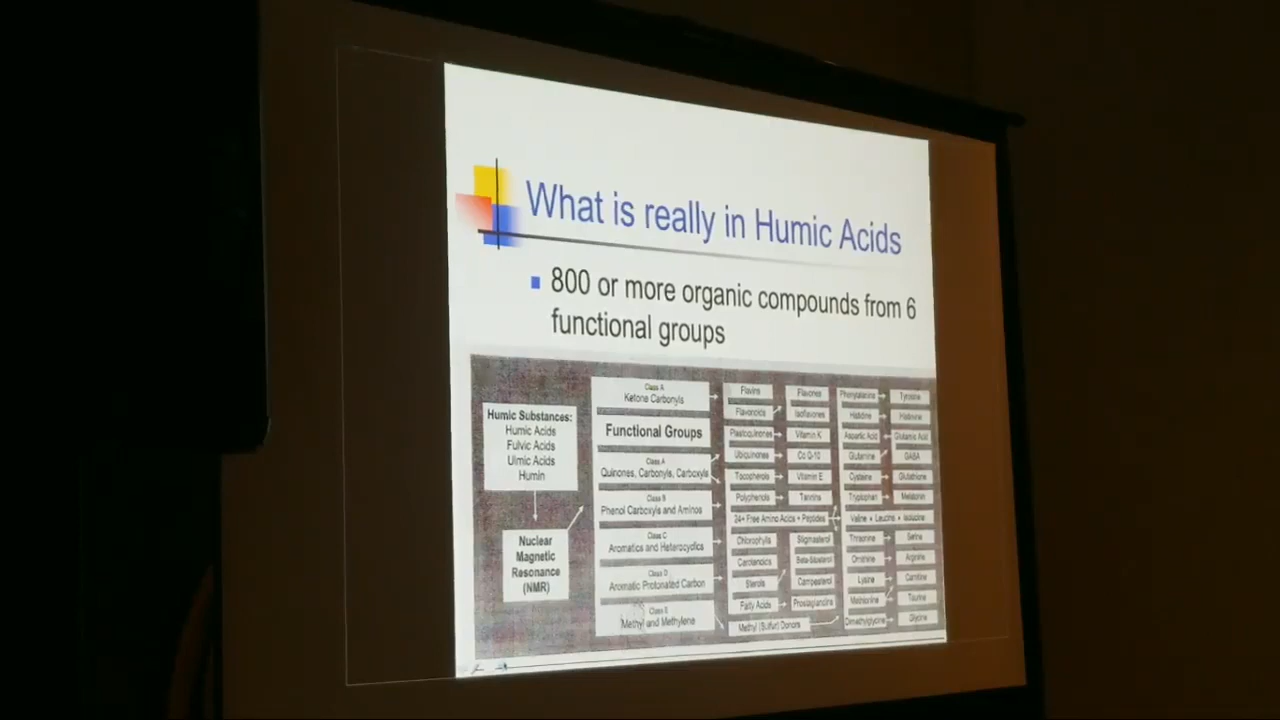 What is really in Humic Acids
800 or more organic compounds from 6
functional groups
Humic Substances:
Humic Acids
Fulvic Acids
Ulmic Acids
Humin
Nuclear
Magnetic
Resonance
(NMR)
Class A
Ketone Carbonyls
Functional Groups
Class A
Quinones, Carbonyls, Carboxyls
Class B
Phenol Carboxyls and Aminos
Class C
Aromatics and Heterocyclics
Class D
Aromatic Protonated Carbon
Class E
Methyl and Methylene
Flavins
Flavones
Flavonoids
Isoflavones
Plastoquinones
Vitamin K
Ubiquinones
Co Q-10
Tocopherols
Vitamin E
Polyphenols
Tannins
24+ Free Amino Acids + Peptides
Chlorophylls
Stigmasterol
Carotenoids
Beta-Sitosterol
Sterols
Campesterol
Fatty Acids
Prostaglandins
Methyl (Sulfur) Donors
Phenylalanine
Tyrosine
Histidine
Histamine
Aspartic Acid
Glutamic Acid
Glutamine
GABA
Cysteine
Glutathione
Tryptophan
Melatonin
Valine + Leucine + Isoleucine
Threonine
Serine
Ornithine
Arginine
Lysine
Carnitine
Methionine
Taurine
Dimethylglycine
Glycine